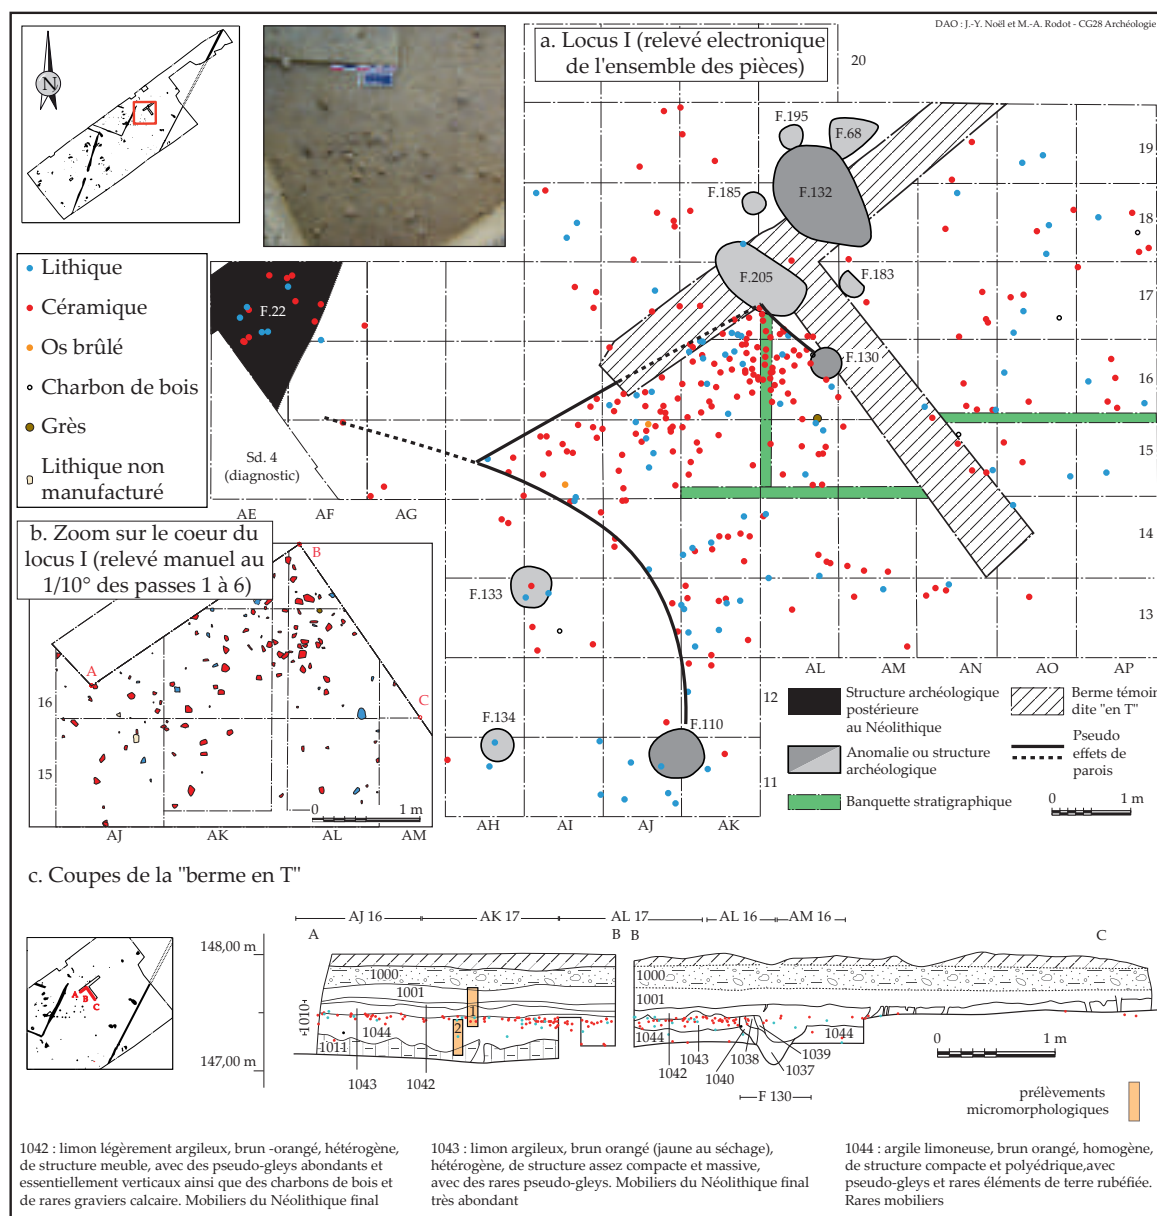 DAO : J.-Y. Noël et M.-A. Rodot - CG28 Archéologie
a. Locus I (relevé electronique
de l'ensemble des pièces)
N
20
19
18
17
16
15
14
13
12
11
F.195
F.68
F.185
F.132
F.205
F.183
F.22
F.130
F.133
F.134
F.110
Lithique
Céramique
Os brûlé
Charbon de bois
Grès
Lithique non
manufacturé
Sd. 4
(diagnostic)
AE
AF
AG
AL
AM
AN
AO
AP
AH
AI
AJ
AK
b. Zoom sur le coeur du
locus I (relevé manuel au
1/10° des passes 1 à 6)
A
B
C
16
15
AJ
AK
AL
AM
0
1 m
Structure archéologique
postérieure
au Néolithique
Anomalie ou structure
archéologique
Banquette stratigraphique
Berme témoin
dite "en T"
Pseudo
effets de
parois
0
1 m
c. Coupes de la "berme en T"
A
B
C
148,00 m
147,00 m
AJ 16
AK 17
AL 17
AL 16
AM 16
A
B
B
C
1000
1001
1010
1044
1011
1043
1042
1
2
1000
1001
1044
1044
1043
1042
1038
1040
1039
1037
F 130
0
1 m
prélèvements
micromorphologiques
1042 : limon légèrement argileux, brun -orangé, hétérogène,
de structure meuble, avec des pseudo-gleys abondants et
essentiellement verticaux ainsi que des charbons de bois et
de rares graviers calcaire. Mobiliers du Néolithique final
1043 : limon argileux, brun orangé (jaune au séchage),
hétérogène, de structure assez compacte et massive,
avec des rares pseudo-gleys. Mobiliers du Néolithique final
très abondant
1044 : argile limoneuse, brun orangé, homogène,
de structure compacte et polyédrique,avec
pseudo-gleys et rares éléments de terre rubéfiée.
Rares mobiliers